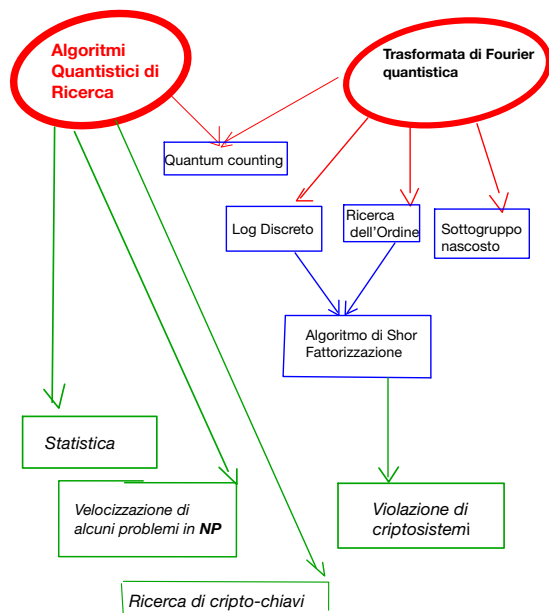 Algoritmi
Quantistici di
Ricerca
Trasformata di Fourier
quantistica
Quantum counting
Log Discreto
Ricerca
dell'Ordine
Sottogruppo
nascosto
Algoritmo di Shor
Fattorizzazione
Statistica
Velocizzazione di
alcuni problemi in NP
Violazione di
criptosistemi
Ricerca di cripto-chiavi